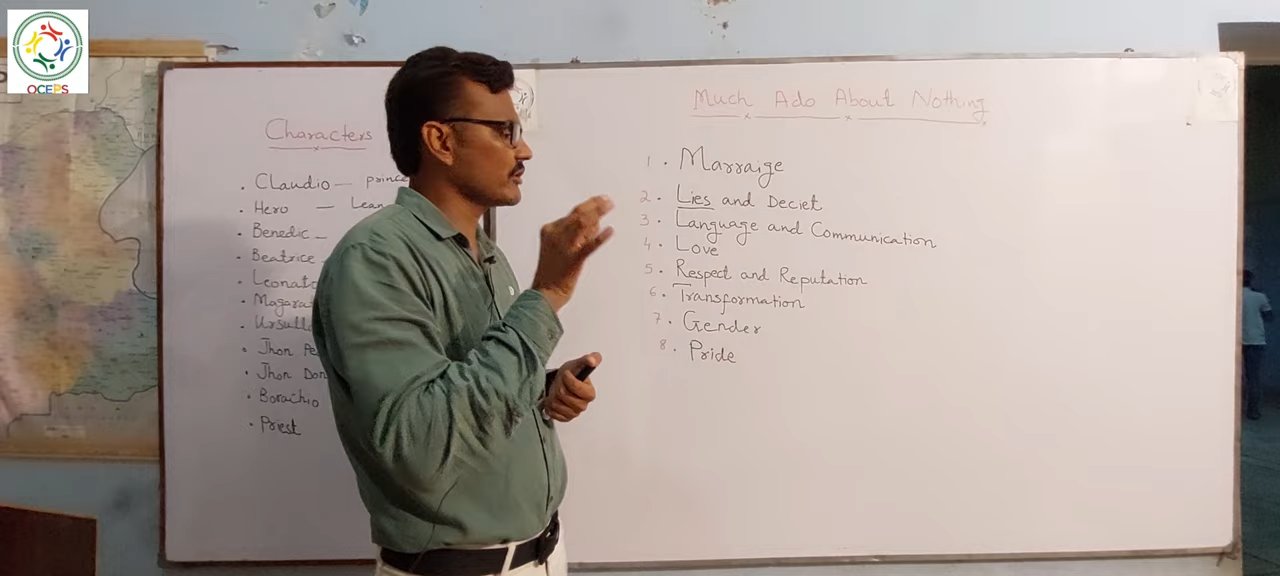 OCEPS
Characters
. Claudio — prince
. Hero — Lean
. Benedic —
. Beatrice
. Leonato
. Ursull
. Jhon Pe
. Jhon Don
. Borachio
. Priest
Much Ado About Nothing
1 . Marraige
2 . Lies and Deciet
3 . Language and Communication
4 . Love
5 . Respect and Reputation
6 . Transformation
7 . Gender
8 . Pride